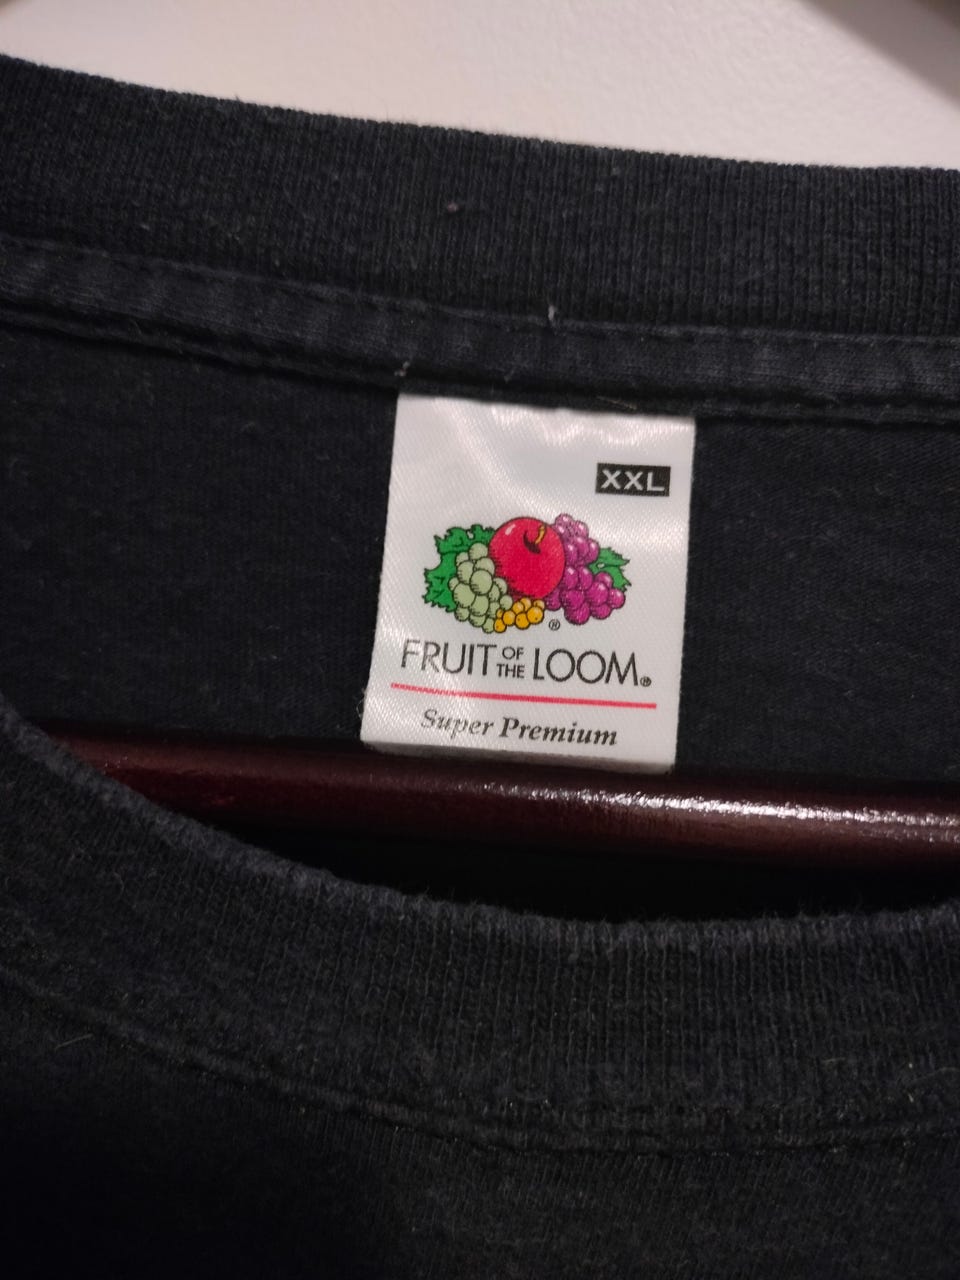 XXL
®
FRUIT OF THE LOOM®
Super Premium